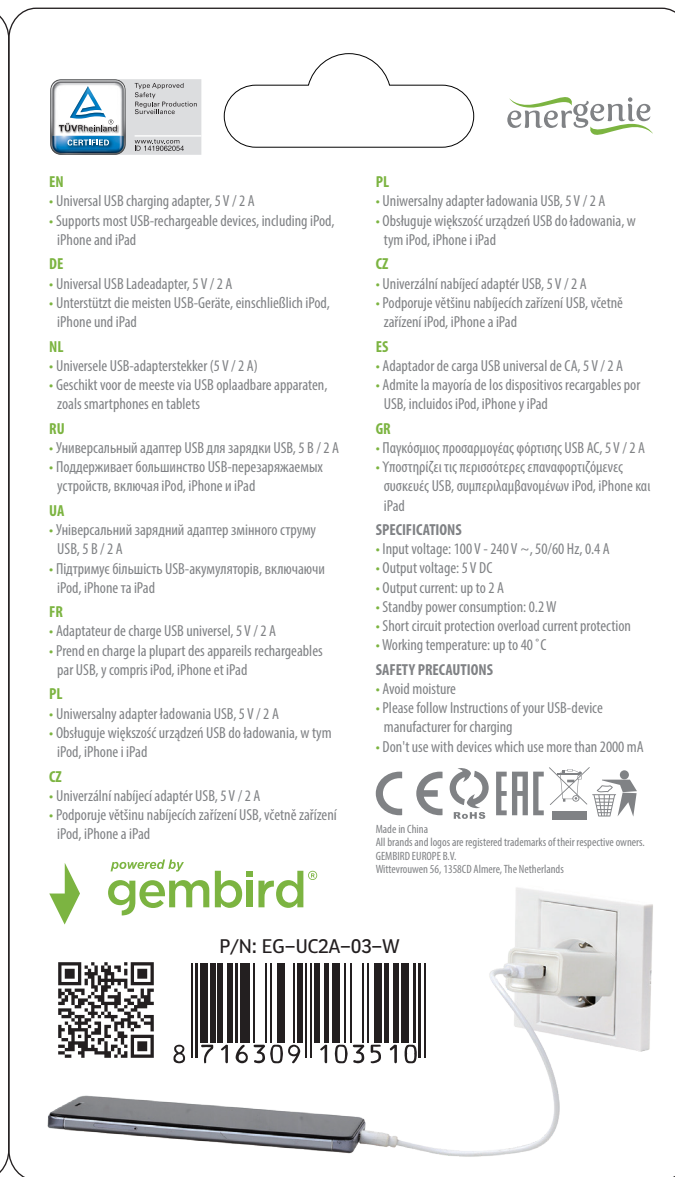 TÜVRheinland®
CERTIFIED
Type Approved
Safety
Regular Production
Surveillance
www.tuv.com
ID 1419062054
energenie
EN
• Universal USB charging adapter, 5 V / 2 A
• Supports most USB-rechargeable devices, including iPod,
iPhone and iPad
DE
• Universal USB Ladeadapter, 5 V / 2 A
• Unterstützt die meisten USB-Geräte, einschließlich iPod,
iPhone und iPad
NL
• Universele USB-adapterstekker (5 V / 2 A)
• Geschikt voor de meeste via USB oplaadbare apparaten,
zoals smartphones en tablets
RU
• Универсальный адаптер USB для зарядки USB, 5 В / 2 А
• Поддерживает большинство USB-перезаряжаемых
устройств, включая iPod, iPhone и iPad
UA
• Універсальний зарядний адаптер змінного струму
USB, 5 В / 2 А
• Підтримує більшість USB-акумуляторів, включаючи
iPod, iPhone та iPad
FR
• Adaptateur de charge USB universel, 5 V / 2 A
• Prend en charge la plupart des appareils rechargeables
par USB, y compris iPod, iPhone et iPad
PL
• Uniwersalny adapter ładowania USB, 5 V / 2 A
• Obsługuje większość urządzeń USB do ładowania, w tym
iPod, iPhone i iPad
CZ
• Univerzální nabíjecí adaptér USB, 5 V / 2 A
• Podporuje většinu nabíjecích zařízení USB, včetně zařízení
iPod, iPhone a iPad
PL
• Uniwersalny adapter ładowania USB, 5 V / 2 A
• Obsługuje większość urządzeń USB do ładowania, w
tym iPod, iPhone i iPad
CZ
• Univerzální nabíjecí adaptér USB, 5 V / 2 A
• Podporuje většinu nabíjecích zařízení USB, včetně
zařízení iPod, iPhone a iPad
ES
• Adaptador de carga USB universal de CA, 5 V / 2 A
• Admite la mayoría de los dispositivos recargables por
USB, incluidos iPod, iPhone y iPad
GR
• Παγκόσμιος προσαρμογέας φόρτισης USB AC, 5 V / 2 A
• Υποστηρίζει τις περισσότερες επαναφορτιζόμενες
συσκευές USB, συμπεριλαμβανομένων iPod, iPhone και
iPad
SPECIFICATIONS
• Input voltage: 100 V - 240 V ~, 50/60 Hz, 0.4 A
• Output voltage: 5 V DC
• Output current: up to 2 A
• Standby power consumption: 0.2 W
• Short circuit protection overload current protection
• Working temperature: up to 40 ˚C
SAFETY PRECAUTIONS
• Avoid moisture
• Please follow Instructions of your USB-device
manufacturer for charging
• Don't use with devices which use more than 2000 mA
CE RoHS EAC
Made in China
All brands and logos are registered trademarks of their respective owners.
GEMBIRD EUROPE B.V.
Wittevrouwen 56, 1358CD Almere, The Netherlands
powered by
gembird®
P/N: EG-UC2A-03-W
8 716309 103510